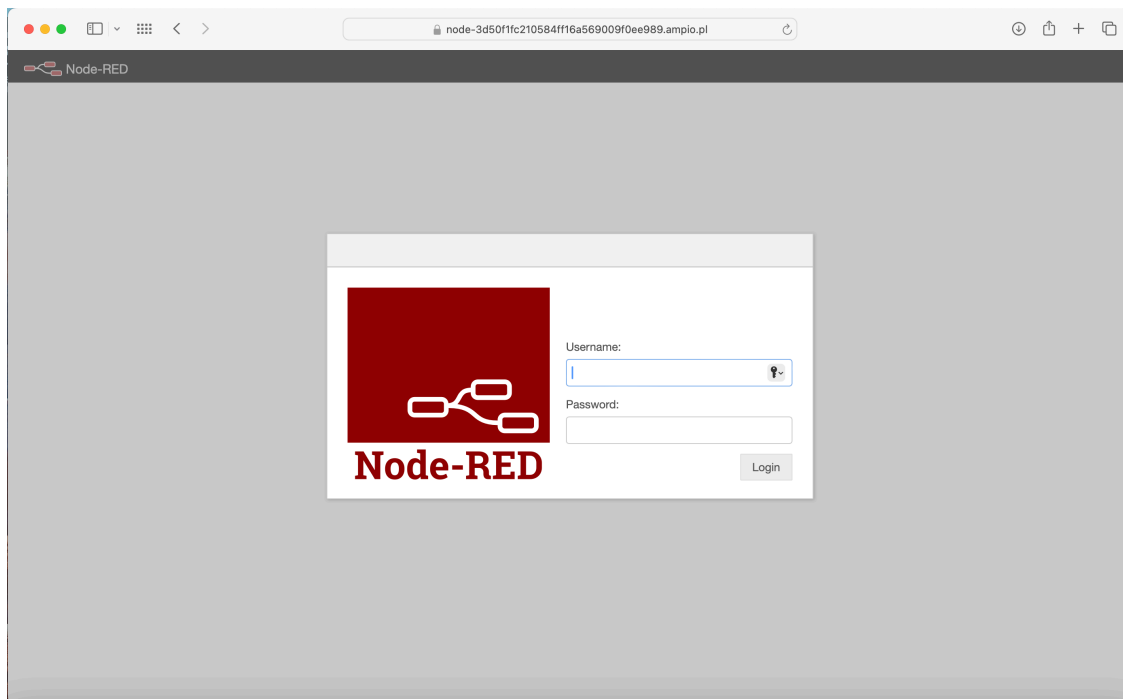 node-3d50f1fc210584ff16a569009f0ee989.ampio.pl
Node-RED
Username:
Password:
Node-RED
Login